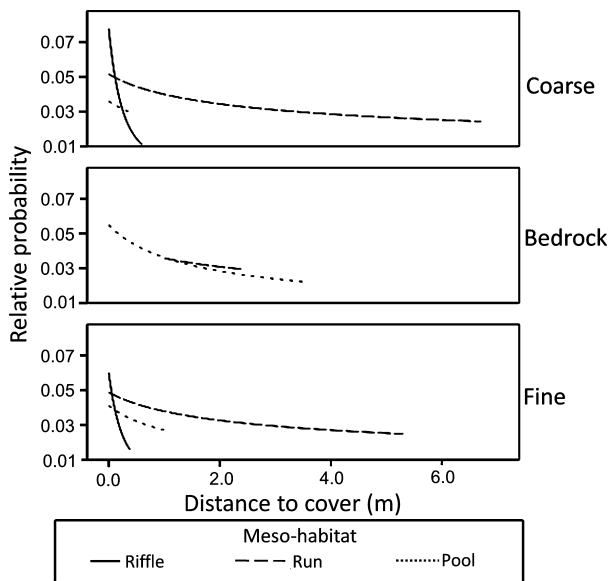 Relative probability
0.07
0.05
0.03
0.01
Coarse
0.07
0.05
0.03
0.01
Bedrock
0.07
0.05
0.03
0.01
Fine
0.0 2.0 4.0 6.0
Distance to cover (m)
Meso-habitat
Riffle Run Pool